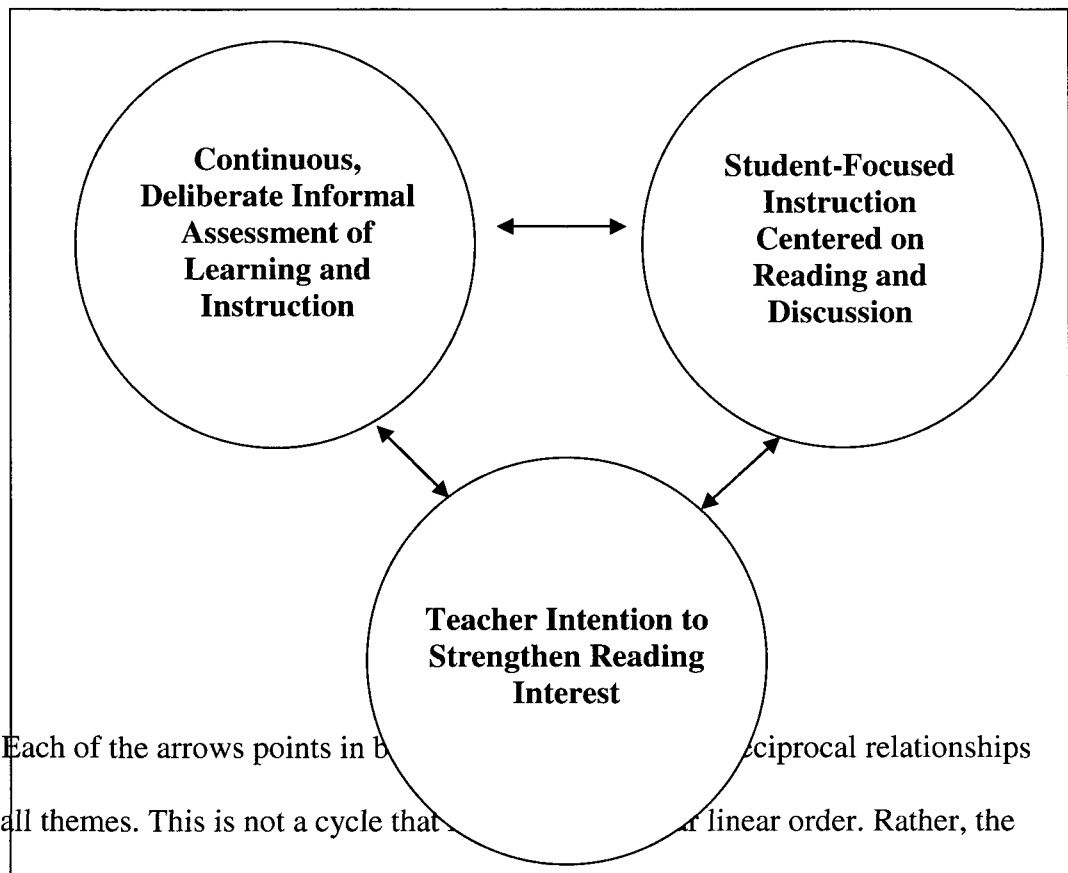 Continuous,
Deliberate Informal
Assessment of
Learning and
Instruction
Student-Focused
Instruction
Centered on
Reading and
Discussion
Teacher Intention to
Strengthen Reading
Interest
Each of the arrows points in reciprocal relationships
all themes. This is not a cycle that linear order. Rather, the